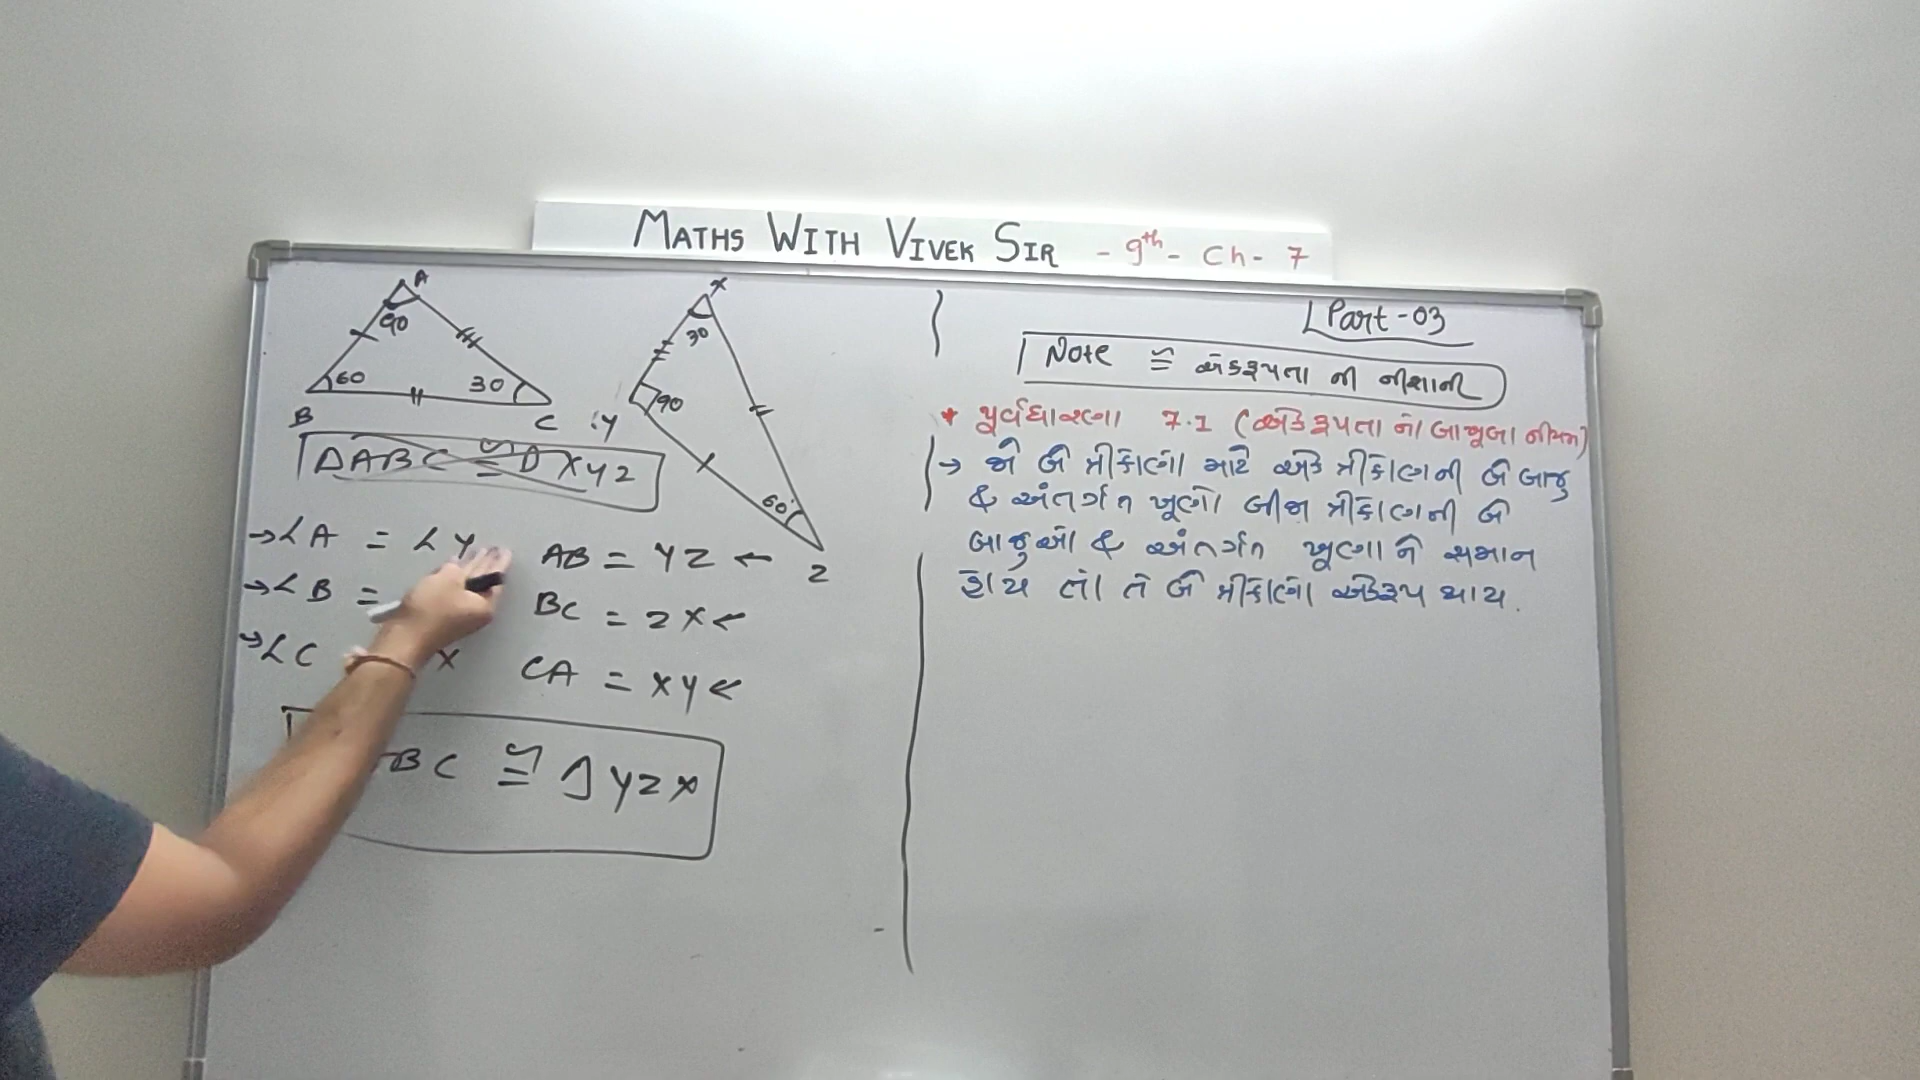 MATHS WITH VIVEK SIR - 9th - Ch - 7
A
90
60
30
B
C
X
30
Y
90
60°
Z
ΔABC ≅ ΔXYZ
→∠A = ∠Y
AB = YZ ←
→∠B =
BC = ZX ←
→∠C
X
CA = XY ←
BC ≅ ΔYZX
Part - 03
Note ≅ એકરૂપતા ની નીશાની
* પૂર્વધારણા 7.1 (એકરૂપતા નો બાખૂબા નીયમ)
→ જો બે ત્રીકોણો માટે એક ત્રીકોણની બે બાજુ
& અંતર્ગત ખૂણો બીજા ત્રીકોણની બે
બાજુઓ & અંતર્ગત ખૂણા ને સમાન
હોય તો તે બે ત્રીકોણો એકરૂપ થાય.